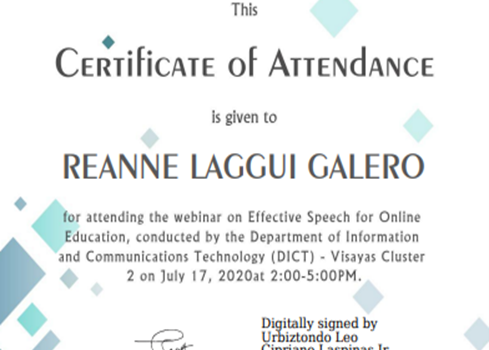 This
Certificate of Attendance
is given to
REANNE LAGGUI GALERO
for attending the webinar on Effective Speech for Online
Education, conducted by the Department of Information
and Communications Technology (DICT) - Visayas Cluster
2 on July 17, 2020at 2:00-5:00PM.
Digitally signed by
Urbiztondo Leo
Cipriano Laspinas Jr